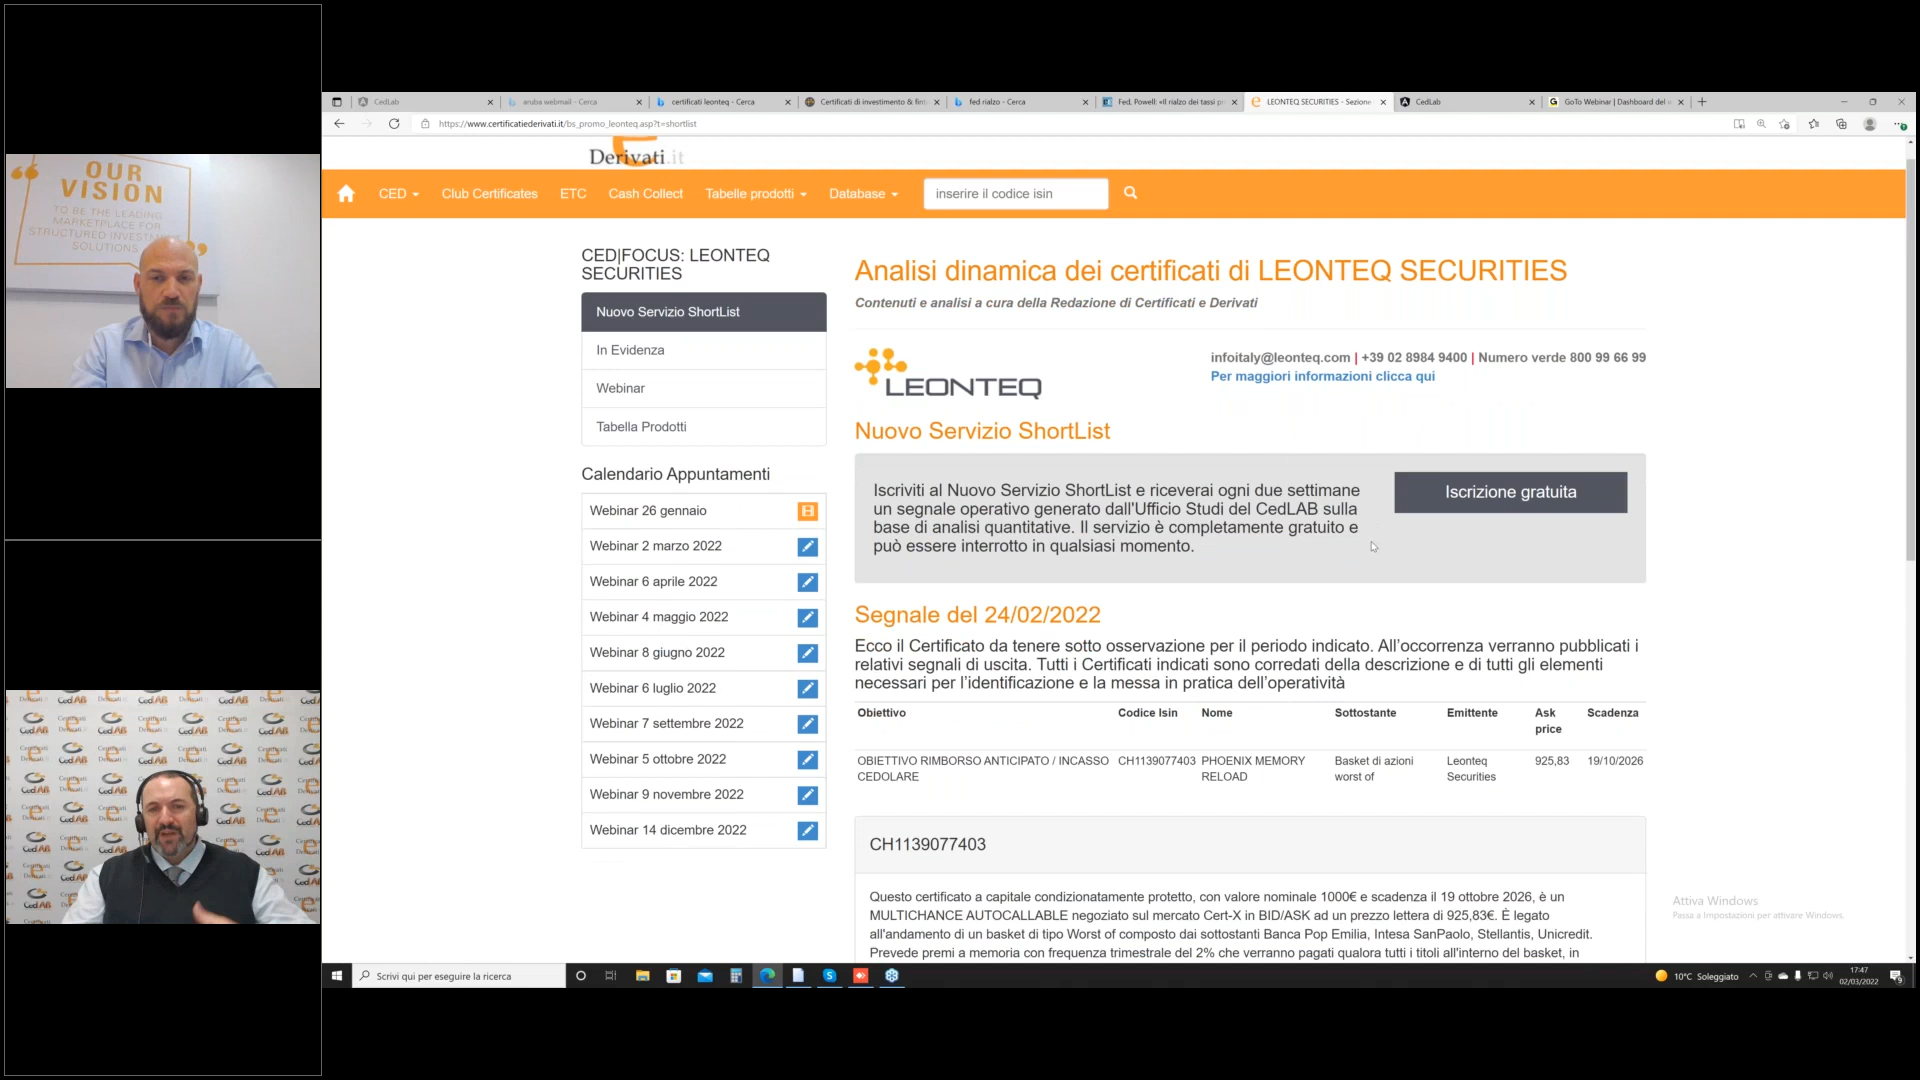 OUR
VISION
TO BE THE LEADING
MARKETPLACE FOR
STRUCTURED INVESTMENT
SOLUTIONS
CedLab
aruba webmail - Cerca
certificati leonteq - Cerca
Certificati di investimento & fin
fed rialzo - Cerca
Fed, Powell: «Il rialzo dei tassi pr
LEONTEQ SECURITIES - Sezione
CedLab
GoTo Webinar | Dashboard del
https://www.certificatiederivati.it/bs_promo_leonteq.asp?t=shortlist
Derivati.it
CED
Club Certificates
ETC
Cash Collect
Tabelle prodotti
Database
inserire il codice isin
CED|FOCUS: LEONTEQ
SECURITIES
Nuovo Servizio ShortList
In Evidenza
Webinar
Tabella Prodotti
Calendario Appuntamenti
Webinar 26 gennaio
Webinar 2 marzo 2022
Webinar 6 aprile 2022
Webinar 4 maggio 2022
Webinar 8 giugno 2022
Webinar 6 luglio 2022
Webinar 7 settembre 2022
Webinar 5 ottobre 2022
Webinar 9 novembre 2022
Webinar 14 dicembre 2022
Analisi dinamica dei certificati di LEONTEQ SECURITIES
Contenuti e analisi a cura della Redazione di Certificati e Derivati
LEONTEQ
infoitaly@leonteq.com | +39 02 8984 9400 | Numero verde 800 99 66 99
Per maggiori informazioni clicca qui
Nuovo Servizio ShortList
Iscriviti al Nuovo Servizio ShortList e riceverai ogni due settimane
un segnale operativo generato dall'Ufficio Studi del CedLAB sulla
base di analisi quantitative. Il servizio è completamente gratuito e
può essere interrotto in qualsiasi momento.
Iscrizione gratuita
Segnale del 24/02/2022
Ecco il Certificato da tenere sotto osservazione per il periodo indicato. All’occorrenza verranno pubblicati i
relativi segnali di uscita. Tutti i Certificati indicati sono corredati della descrizione e di tutti gli elementi
necessari per l’identificazione e la messa in pratica dell’operatività
Obiettivo Codice Isin Nome Sottostante Emittente Ask price Scadenza
OBIETTIVO RIMBORSO ANTICIPATO / INCASSO CEDOLARE CH1139077403 PHOENIX MEMORY RELOAD Basket di azioni worst of Leonteq Securities 925,83 19/10/2026
CH1139077403
Questo certificato a capitale condizionatamente protetto, con valore nominale 1000€ e scadenza il 19 ottobre 2026, è un
MULTICHANCE AUTOCALLABLE negoziato sul mercato Cert-X in BID/ASK ad un prezzo lettera di 925,83€. È legato
all'andamento di un basket di tipo Worst of composto dai sottostanti Banca Pop Emilia, Intesa SanPaolo, Stellantis, Unicredit.
Prevede premi a memoria con frequenza trimestrale del 2% che verranno pagati qualora tutti i titoli all'interno del basket, in
Attiva Windows
Passa a Impostazioni per attivare Windows.
Scrivi qui per eseguire la ricerca
10°C Soleggiato
17:47
02/03/2022